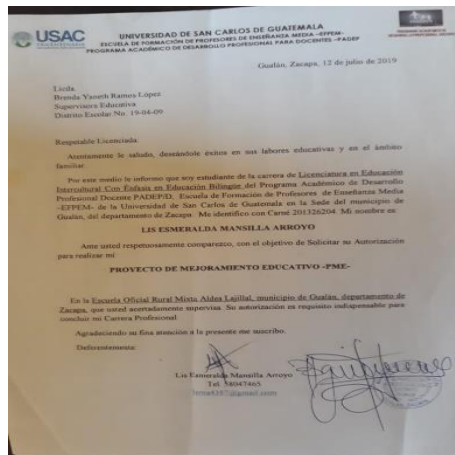 USAC
UNIVERSIDAD DE SAN CARLOS DE GUATEMALA
ESCUELA DE FORMACIÓN DE PROFESORES DE ENSEÑANZA MEDIA -EFPEM-
PROGRAMA ACADÉMICO DE DESARROLLO PROFESIONAL PARA DOCENTES -PADEP
Gualán, Zacapa, 12 de julio de 2019
Licda.
Brenda Yaneth Ramos López
Supervisora Educativa
Distrito Escolar No. 19-04-09
Respetable Licenciada:
Atentamente le saludo, deseándole éxitos en sus labores educativas y en el ámbito
familiar.
Por este medio le informo que soy estudiante de la carrera de Licenciatura en Educación
Intercultural Con Énfasis en Educación Bilingüe del Programa Académico de Desarrollo
Profesional Docente PADEP/D, Escuela de Formación de Profesores de Enseñanza Media
-EFPEM- de la Universidad de San Carlos de Guatemala en la Sede del municipio de
Gualán, del departamento de Zacapa. Me identifico con Carné 201326204. Mi nombre es:
LIS ESMERALDA MANSILLA ARROYO
Ante usted respetuosamente comparezco, con el objetivo de Solicitar su Autorización
para realizar mi
PROYECTO DE MEJORAMIENTO EDUCATIVO -PME-
En la Escuela Oficial Rural Mixta Aldea Lajillal, municipio de Gualán, departamento de
Zacapa, que usted acertadamente supervisa. Su autorización es requisito indispensable para
concluir mi Carrera Profesional.
Agradeciendo su fina atención a la presente me suscribo.
Deferentemente:
Lis Esmeralda Mansilla Arroyo
Tel. 58047465